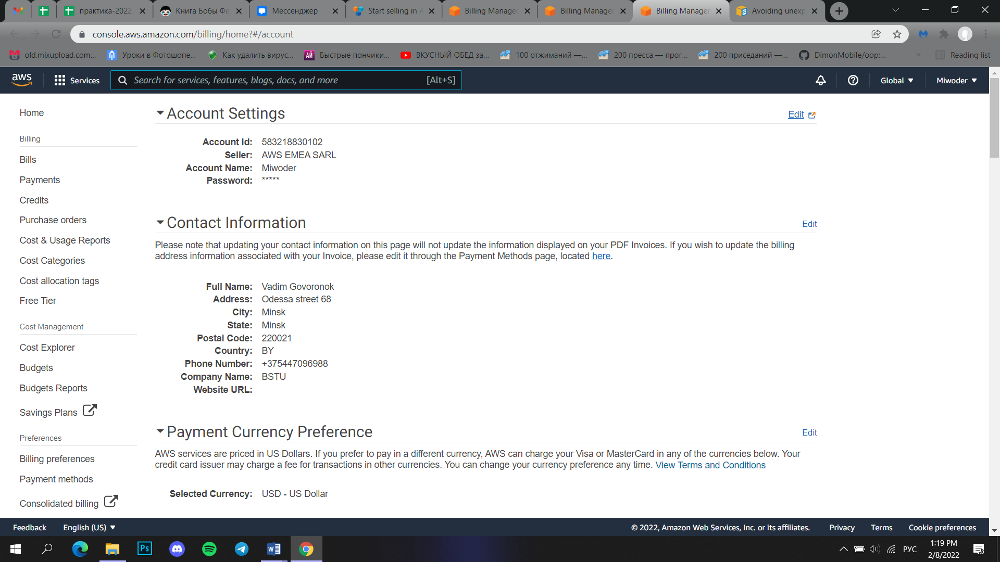 практика-2022
Книга Бобы Фе
Мессенджер
Start selling in A
Billing Manager
Billing Manager
Billing Manager
Avoiding unexp
console.aws.amazon.com/billing/home?#/account
old.mixupload.com...
Уроки в Фотошопе...
Как удалить вирус...
АЙ Быстрые пончики...
ВКУСНЫЙ ОБЕД за...
100 отжиманий —...
200 пресса — прог...
200 приседаний —...
DimonMobile/oop:...
»
Reading list
aws
Services
Search for services, features, blogs, docs, and more [Alt+S]
Global ▼
Miwoder ▼
Home
Billing
Bills
Payments
Credits
Purchase orders
Cost & Usage Reports
Cost Categories
Cost allocation tags
Free Tier
Cost Management
Cost Explorer
Budgets
Budgets Reports
Savings Plans
Preferences
Billing preferences
Payment methods
Consolidated billing
Account Settings
Edit
Account Id: 583218830102
Seller: AWS EMEA SARL
Account Name: Miwoder
Password: *****
Contact Information
Edit
Please note that updating your contact information on this page will not update the information displayed on your PDF Invoices. If you wish to update the billing
address information associated with your Invoice, please edit it through the Payment Methods page, located here.
Full Name: Vadim Govoronok
Address: Odessa street 68
City: Minsk
State: Minsk
Postal Code: 220021
Country: BY
Phone Number: +375447096988
Company Name: BSTU
Website URL:
Payment Currency Preference
Edit
AWS services are priced in US Dollars. If you prefer to pay in a different currency, AWS can charge your Visa or MasterCard in any of the currencies below. Your
credit card issuer may charge a fee for transactions in other currencies. You can change your currency preference any time. View Terms and Conditions
Selected Currency: USD - US Dollar
Feedback
English (US) ▼
© 2022, Amazon Web Services, Inc. or its affiliates.
Privacy
Terms
Cookie preferences
Ps
W
РУС
1:19 PM
2/8/2022